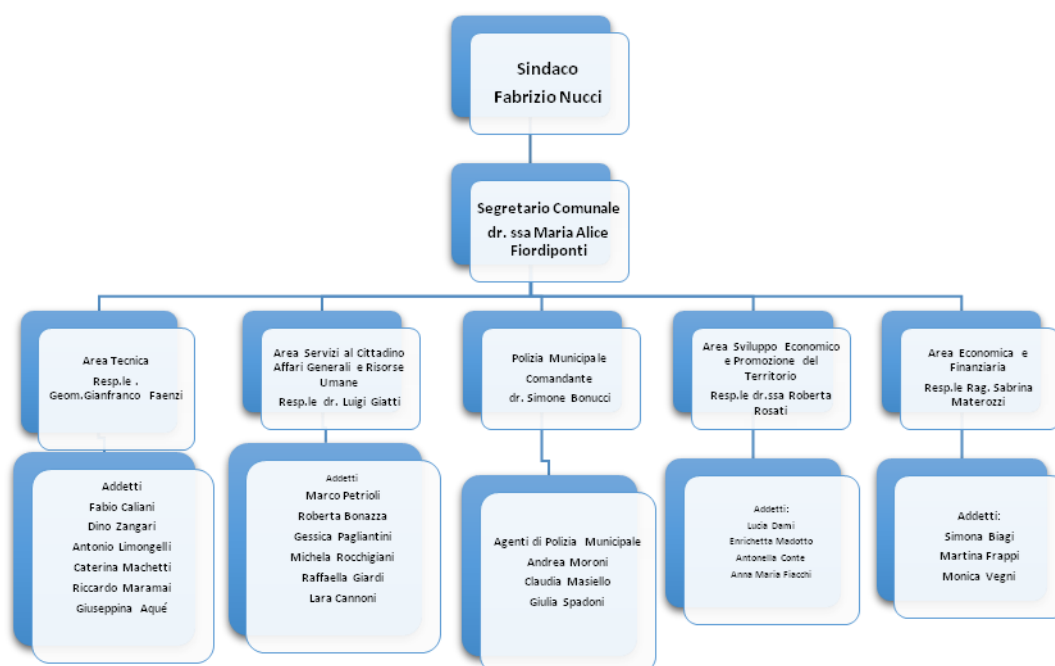 Sindaco
Fabrizio Nucci
Segretario Comunale
dr. ssa Maria Alice
Fiordiponti
Area Tecnica
Resp.le .
Geom.Gianfranco Faenzi
Area Servizi al Cittadino
Affari Generali e Risorse
Umane
Resp.le dr. Luigi Giatti
Polizia Municipale
Comandante
dr. Simone Bonucci
Area Sviluppo Economico
e Promozione del
Territorio
Resp.le dr.ssa Roberta
Rosati
Area Economica e
Finanziaria
Resp.le Rag. Sabrina
Materozzi
Addetti
Fabio Caliani
Dino Zangari
Antonio Limongelli
Caterina Machetti
Riccardo Maramai
Giuseppina Aqué
Addetti
Marco Petrioli
Roberta Bonazza
Gessica Pagliantini
Michela Rocchigiani
Raffaella Giardi
Lara Cannoni
Agenti di Polizia Municipale
Andrea Moroni
Claudia Masiello
Giulia Spadoni
Addetti:
Lucia Dami
Enrichetta Madotto
Antonella Conte
Anna Maria Fiacchi
Addetti:
Simona Biagi
Martina Frappi
Monica Vegni